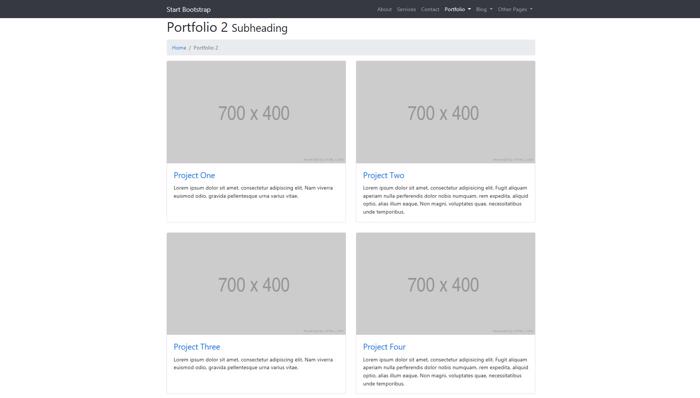 Start Bootstrap
About Services Contact Portfolio Blog Other Pages
Portfolio 2 Subheading
Home / Portfolio 2
700 x 400
700 x 400
Project One
Lorem ipsum dolor sit amet, consectetur adipiscing elit. Nam viverra
euismod odio, gravida pellentesque urna varius vitae.
Project Two
Lorem ipsum dolor sit amet, consectetur adipisicing elit. Fugit aliquam
aperiam nulla perferendis dolor nobis numquam, rem expedita, aliquid
optio, alias illum eaque. Non magni, voluptates quae, necessitatibus
unde temporibus.
700 x 400
700 x 400
Project Three
Lorem ipsum dolor sit amet, consectetur adipiscing elit. Nam viverra
euismod odio, gravida pellentesque urna varius vitae.
Project Four
Lorem ipsum dolor sit amet, consectetur adipisicing elit. Fugit aliquam
aperiam nulla perferendis dolor nobis numquam, rem expedita, aliquid
optio, alias illum eaque. Non magni, voluptates quae, necessitatibus
unde temporibus.